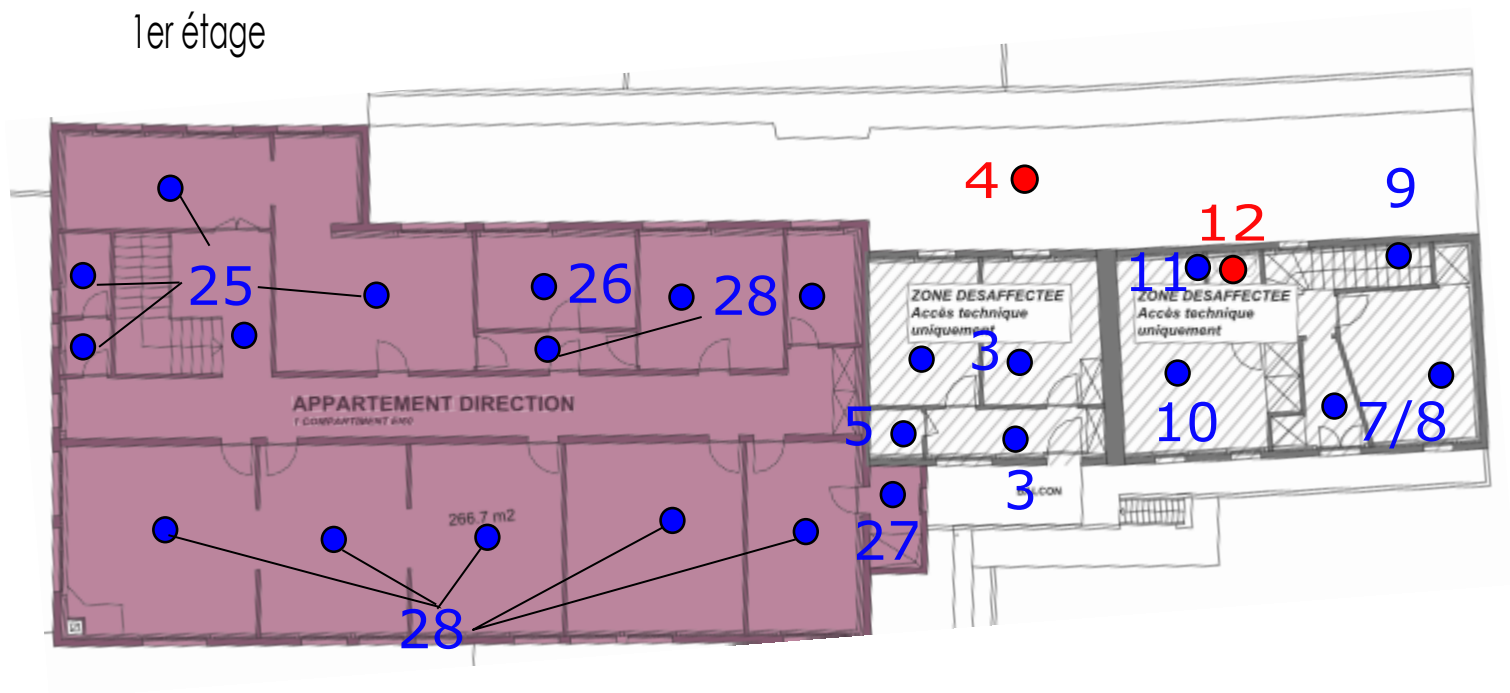 1er étage
4
9
12
25
26
28
11
ZONE DESAFFECTEE
Accès technique
uniquement
ZONE DESAFFECTEE
Accès technique
uniquement
3
APPARTEMENT DIRECTION
5
10
7/8
3
266.7 m2
27
28